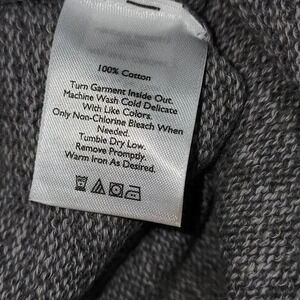 100% Cotton
Turn Garment Inside Out.
Machine Wash Cold Delicate
With Like Colors.
Only Non-Chlorine Bleach When
Needed.
Tumble Dry Low.
Remove Promptly.
Warm Iron As Desired.